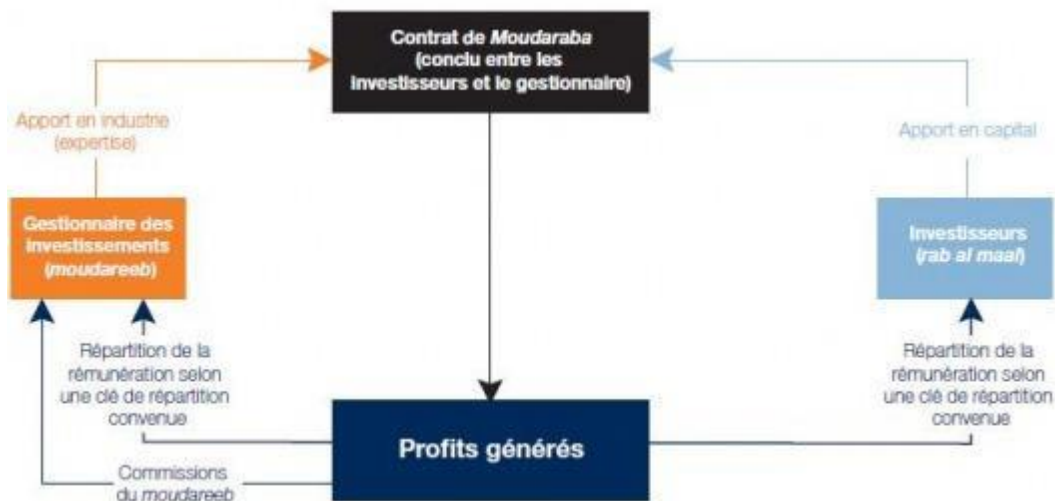 Contrat de Moudaraba
(conclu entre les
investisseurs et le gestionnaire)
Apport en industrie
(expertise)
Apport en capital
Gestionnaire des
investissements
(moudareeb)
Investisseurs
(rab al maal)
Répartition de la
rémunération selon
une clé de répartition
convenue
Répartition de la
rémunération selon
une clé de répartition
convenue
Profits générés
Commissions
du moudareeb